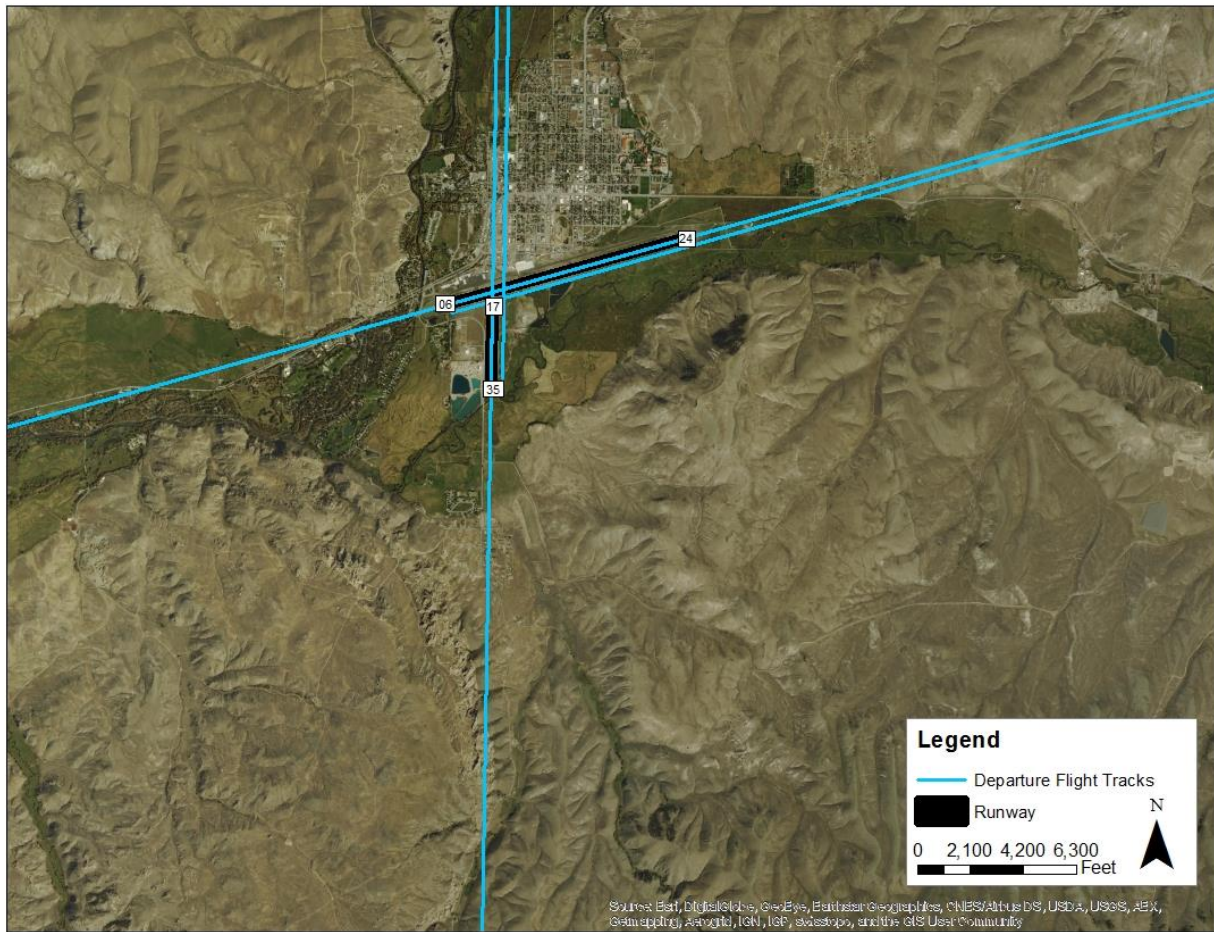 24
06
17
35
Legend
Departure Flight Tracks
Runway
N
0 2,100 4,200 6,300
Feet
Source: Esri, DigitalGlobe, GeoEye, Earthstar Geographics, CNES/Airbus DS, USDA, USGS, AEX,
Getmapping, Aerogrid, IGN, IGP, swisstopo, and the GIS User Community